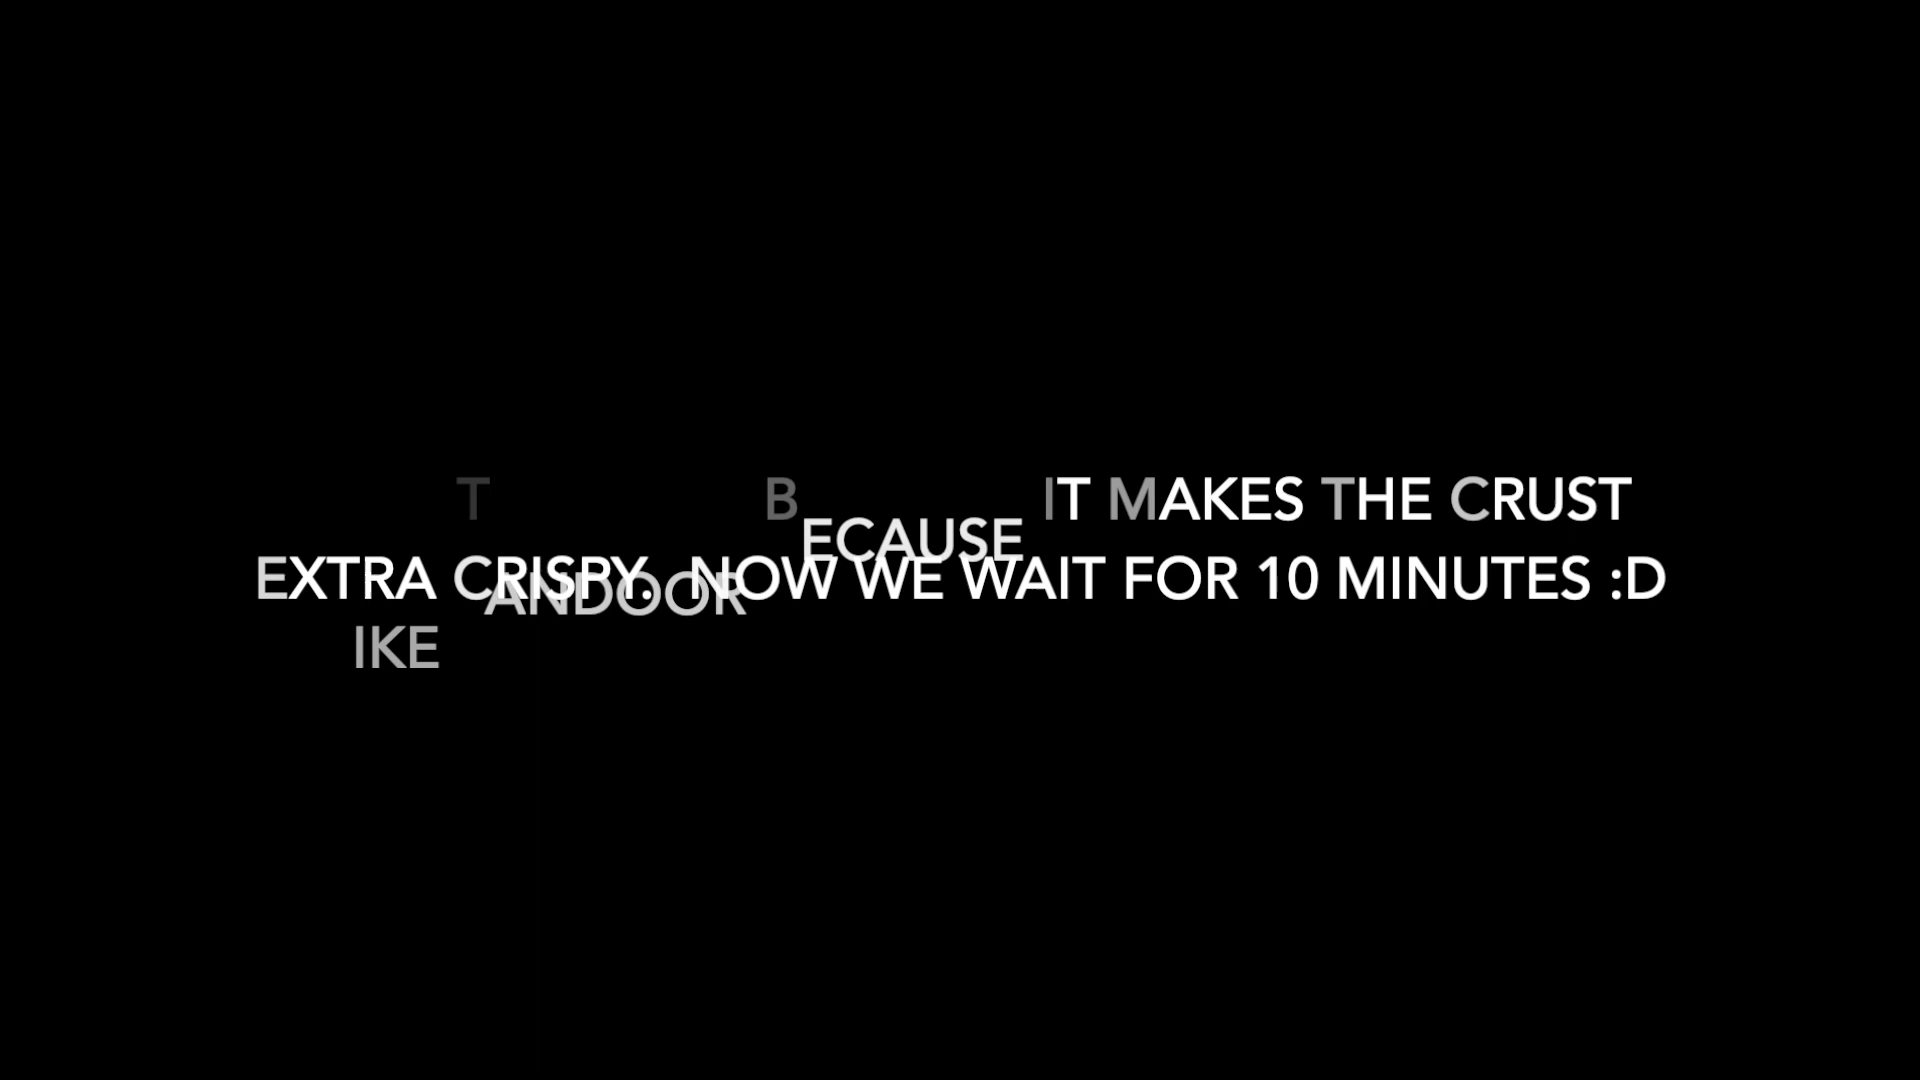 T B IT MAKES THE CRUST
ECAUSE
EXTRA CRISPY. NOW WE WAIT FOR 10 MINUTES :D
ANDOOR
IKE